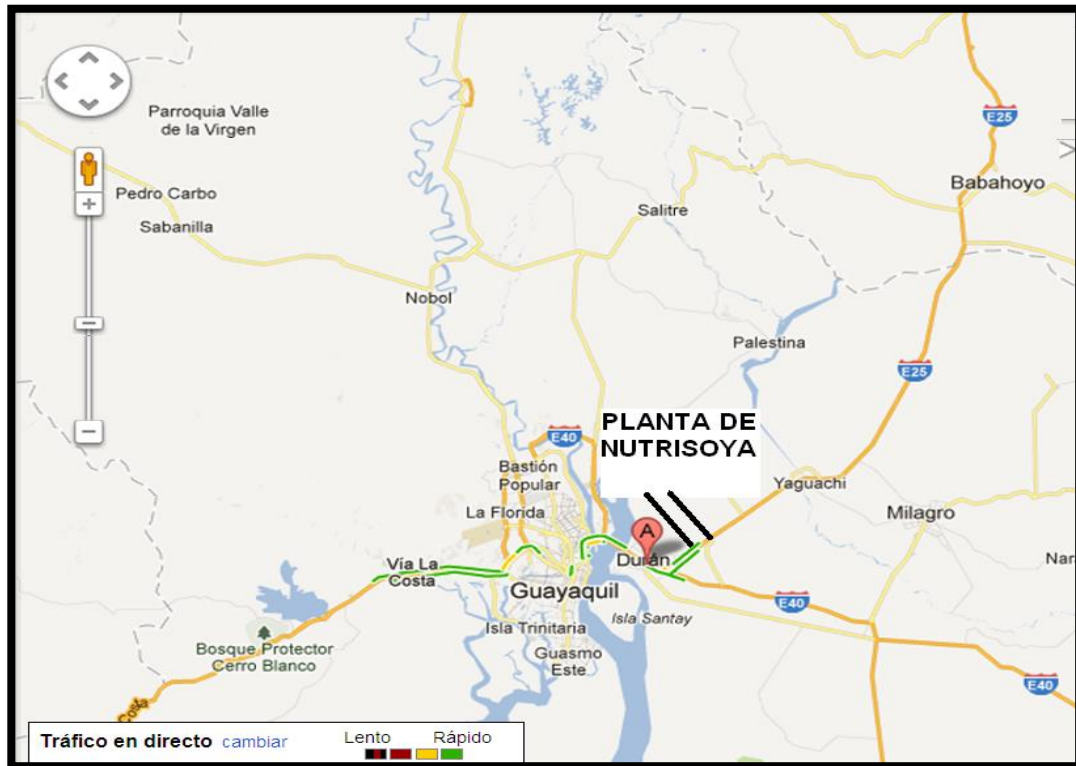 Parroquia Valle
de la Virgen
E25
Pedro Carbo
Babahoyo
Sabanilla
Salitre
Nobol
Palestina
E25
PLANTA DE
NUTRISOYA
E40
Bastión
Popular
Yaguachi
La Florida
Milagro
A
Durán
Vía La
Costa
Nar
Guayaquil
E40
Isla Santay
Isla Trinitaria
Bosque Protector
Cerro Blanco
Guasmo
Este
E40
Costa
Tráfico en directo cambiar Lento Rápido